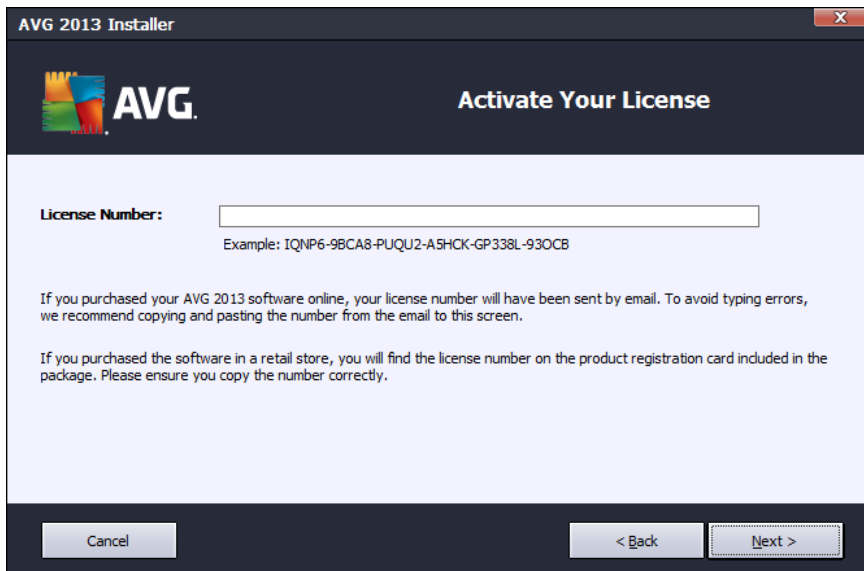 AVG 2013 Installer
X
AVG.
Activate Your License
License Number:
Example: IQNP6-9BCA8-PUQU2-A5HCK-GP338L-93OCB
If you purchased your AVG 2013 software online, your license number will have been sent by email. To avoid typing errors,
we recommend copying and pasting the number from the email to this screen.
If you purchased the software in a retail store, you will find the license number on the product registration card included in the
package. Please ensure you copy the number correctly.
Cancel
< Back
Next >